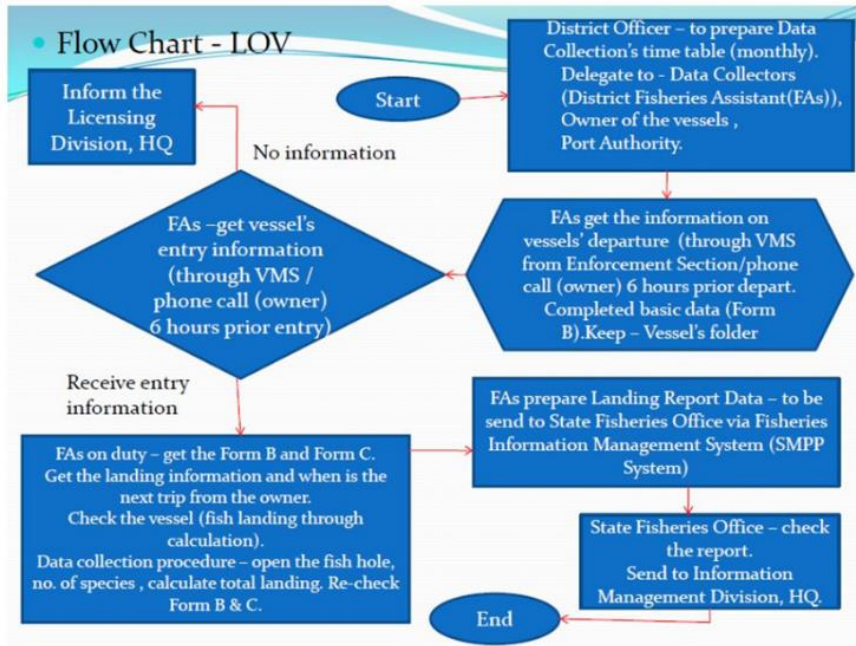 Flow Chart - LOV
Start
District Officer – to prepare Data
Collection's time table (monthly).
Delegate to - Data Collectors
(District Fisheries Assistant(FAs)),
Owner of the vessels ,
Port Authority.
FAs get the information on
vessels' departure (through VMS
from Enforcement Section/phone
call (owner) 6 hours prior depart.
Completed basic data (Form
B).Keep – Vessel's folder
FAs –get vessel's
entry information
(through VMS /
phone call (owner)
6 hours prior entry)
No information
Inform the
Licensing
Division, HQ
Receive entry
information
FAs on duty – get the Form B and Form C.
Get the landing information and when is the
next trip from the owner.
Check the vessel (fish landing through
calculation).
Data collection procedure – open the fish hole,
no. of species , calculate total landing. Re-check
Form B & C.
FAs prepare Landing Report Data – to be
send to State Fisheries Office via Fisheries
Information Management System (SMPP
System)
State Fisheries Office – check
the report.
Send to Information
Management Division, HQ.
End